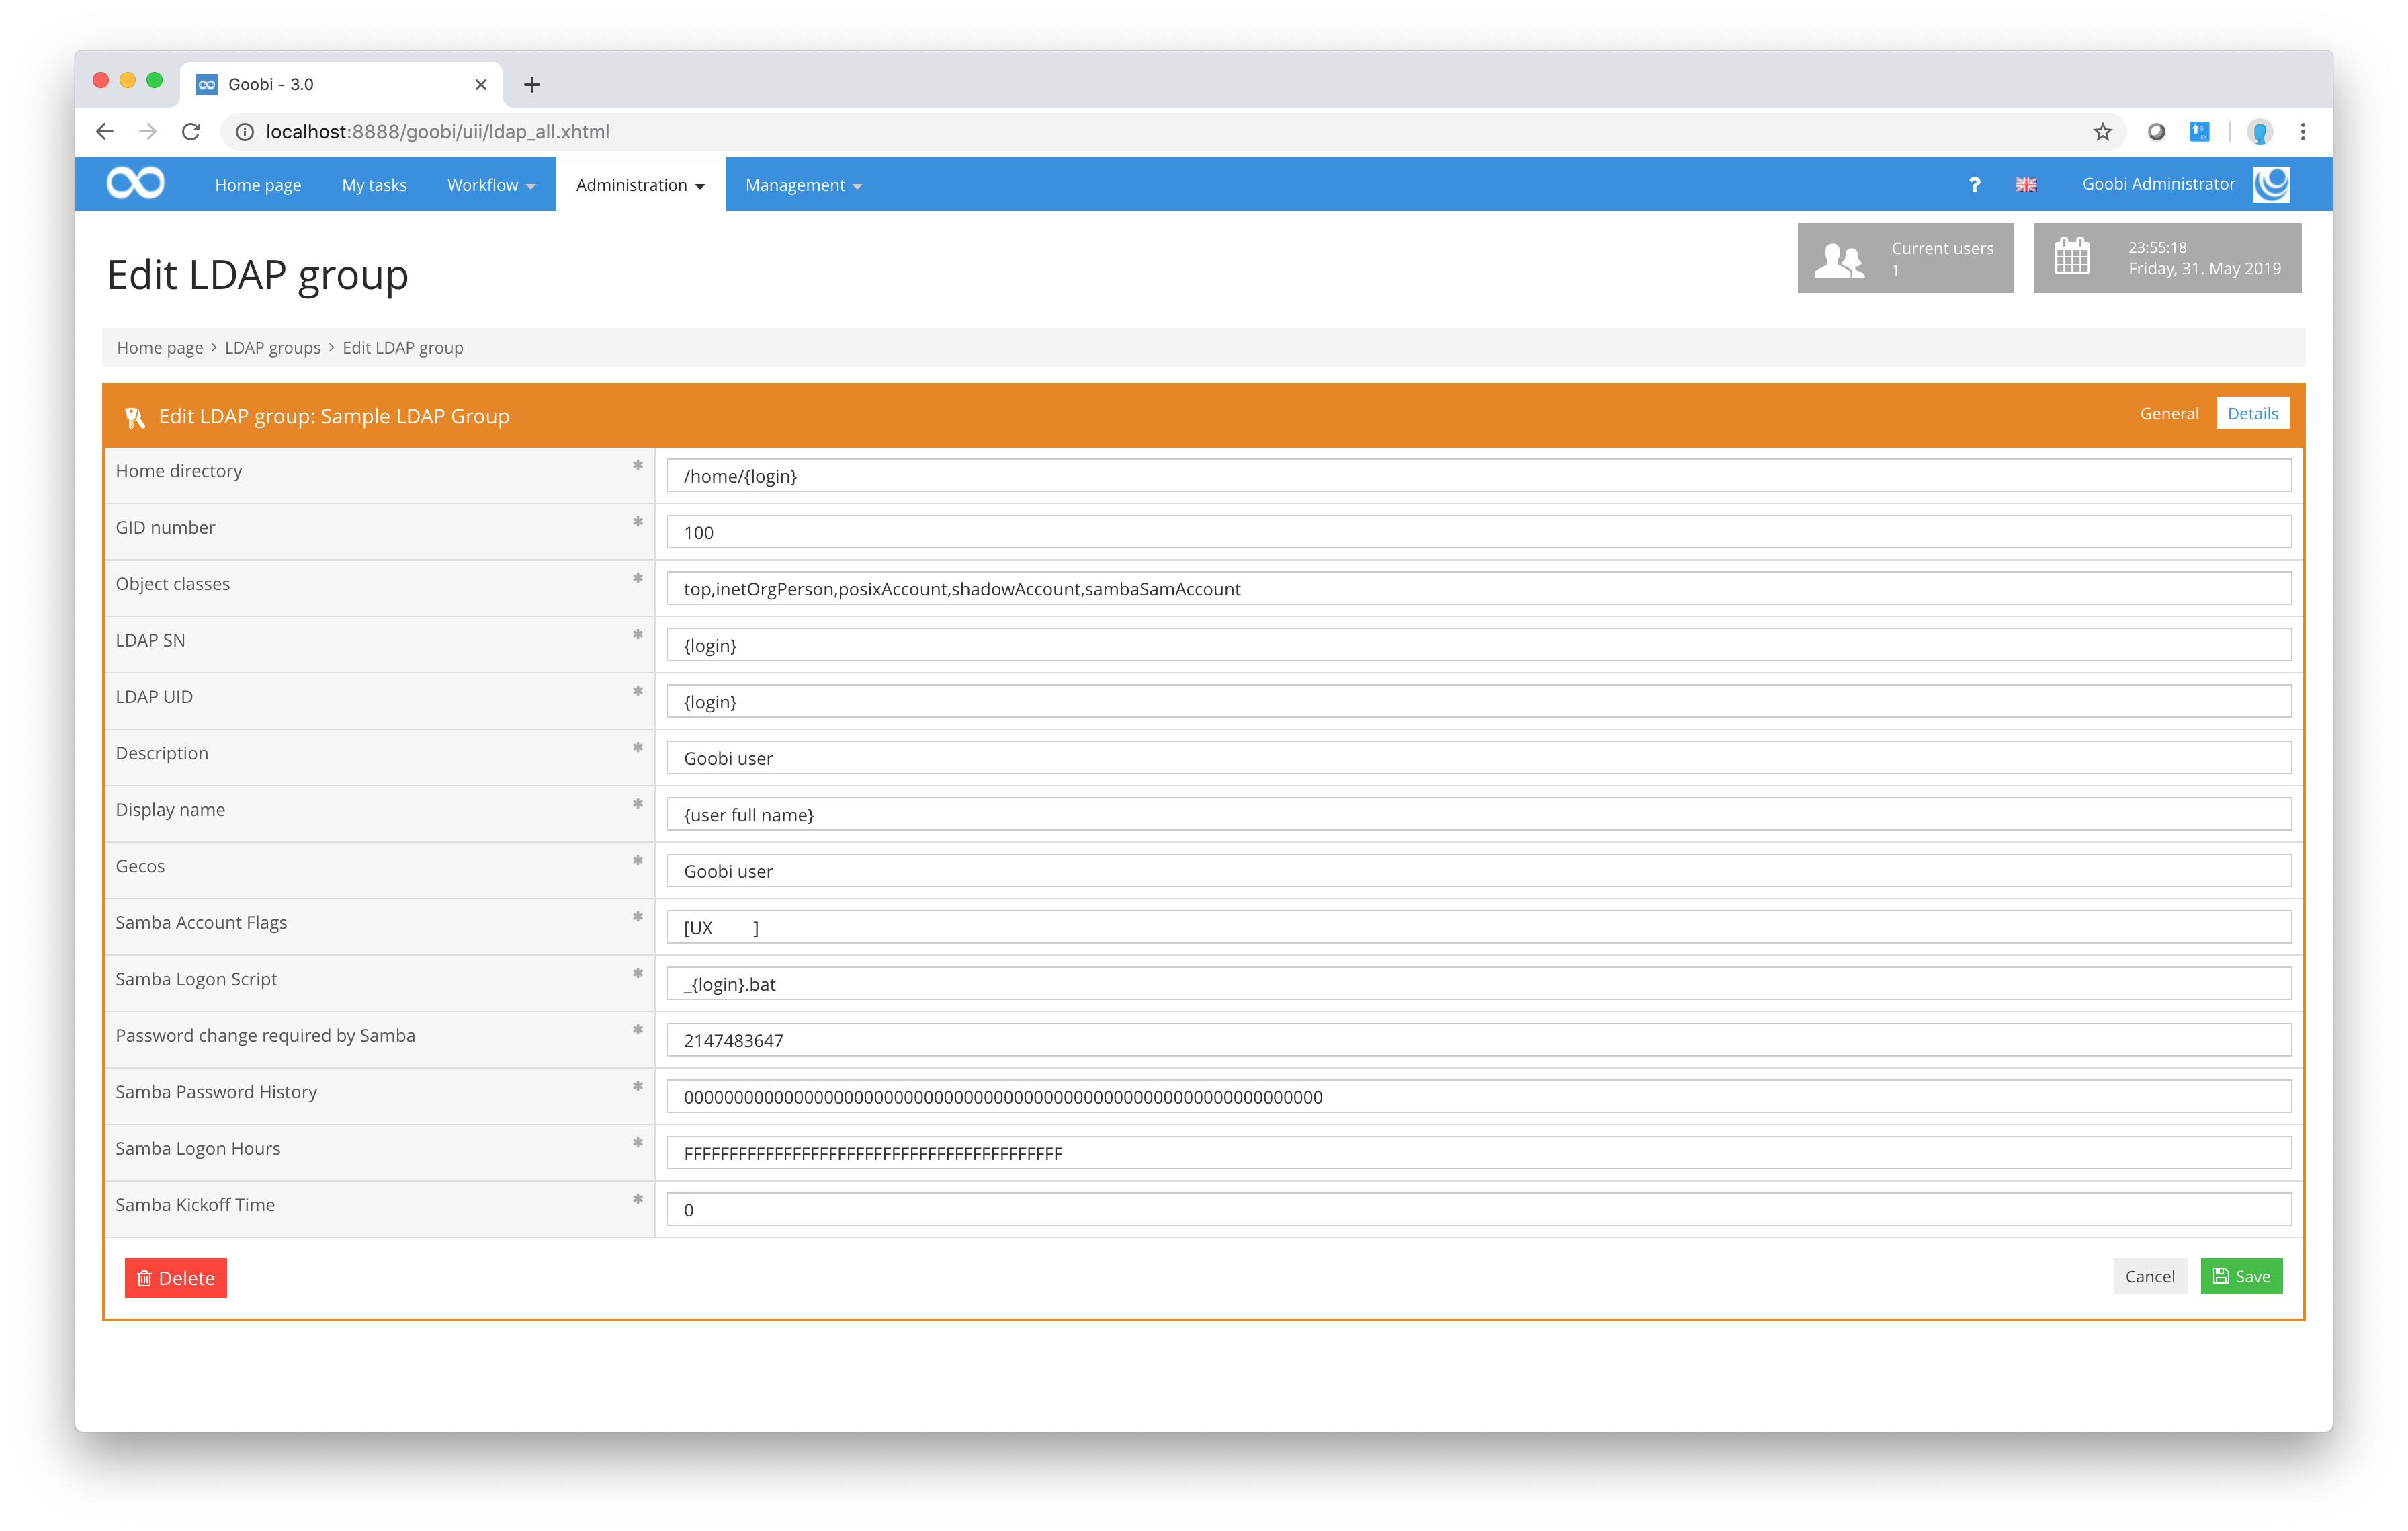 Goobi - 3.0
localhost:8888/goobi/uii/ldap_all.xhtml
Home page My tasks Workflow Administration Management ? Goobi Administrator
Edit LDAP group
Current users
1
23:55:18
Friday, 31. May 2019
Home page > LDAP groups > Edit LDAP group
Edit LDAP group: Sample LDAP Group General Details
Home directory * /home/{login}
GID number * 100
Object classes * top,inetOrgPerson,posixAccount,shadowAccount,sambaSamAccount
LDAP SN * {login}
LDAP UID * {login}
Description * Goobi user
Display name * {user full name}
Gecos * Goobi user
Samba Account Flags * [UX         ]
Samba Logon Script * _{login}.bat
Password change required by Samba * 2147483647
Samba Password History * 0000000000000000000000000000000000000000000000000000000000000000
Samba Logon Hours * FFFFFFFFFFFFFFFFFFFFFFFFFFFFFFFFFFFFFFFFFF
Samba Kickoff Time * 0
Delete Cancel Save